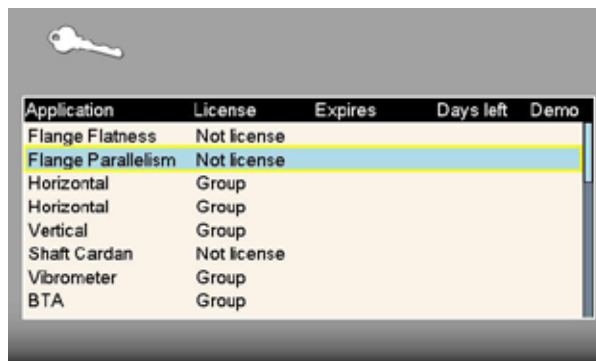 Application License Expires Days left Demo
Flange Flatness Not license
Flange Parallelism Not license
Horizontal Group
Horizontal Group
Vertical Group
Shaft Cardan Not license
Vibrometer Group
BTA Group